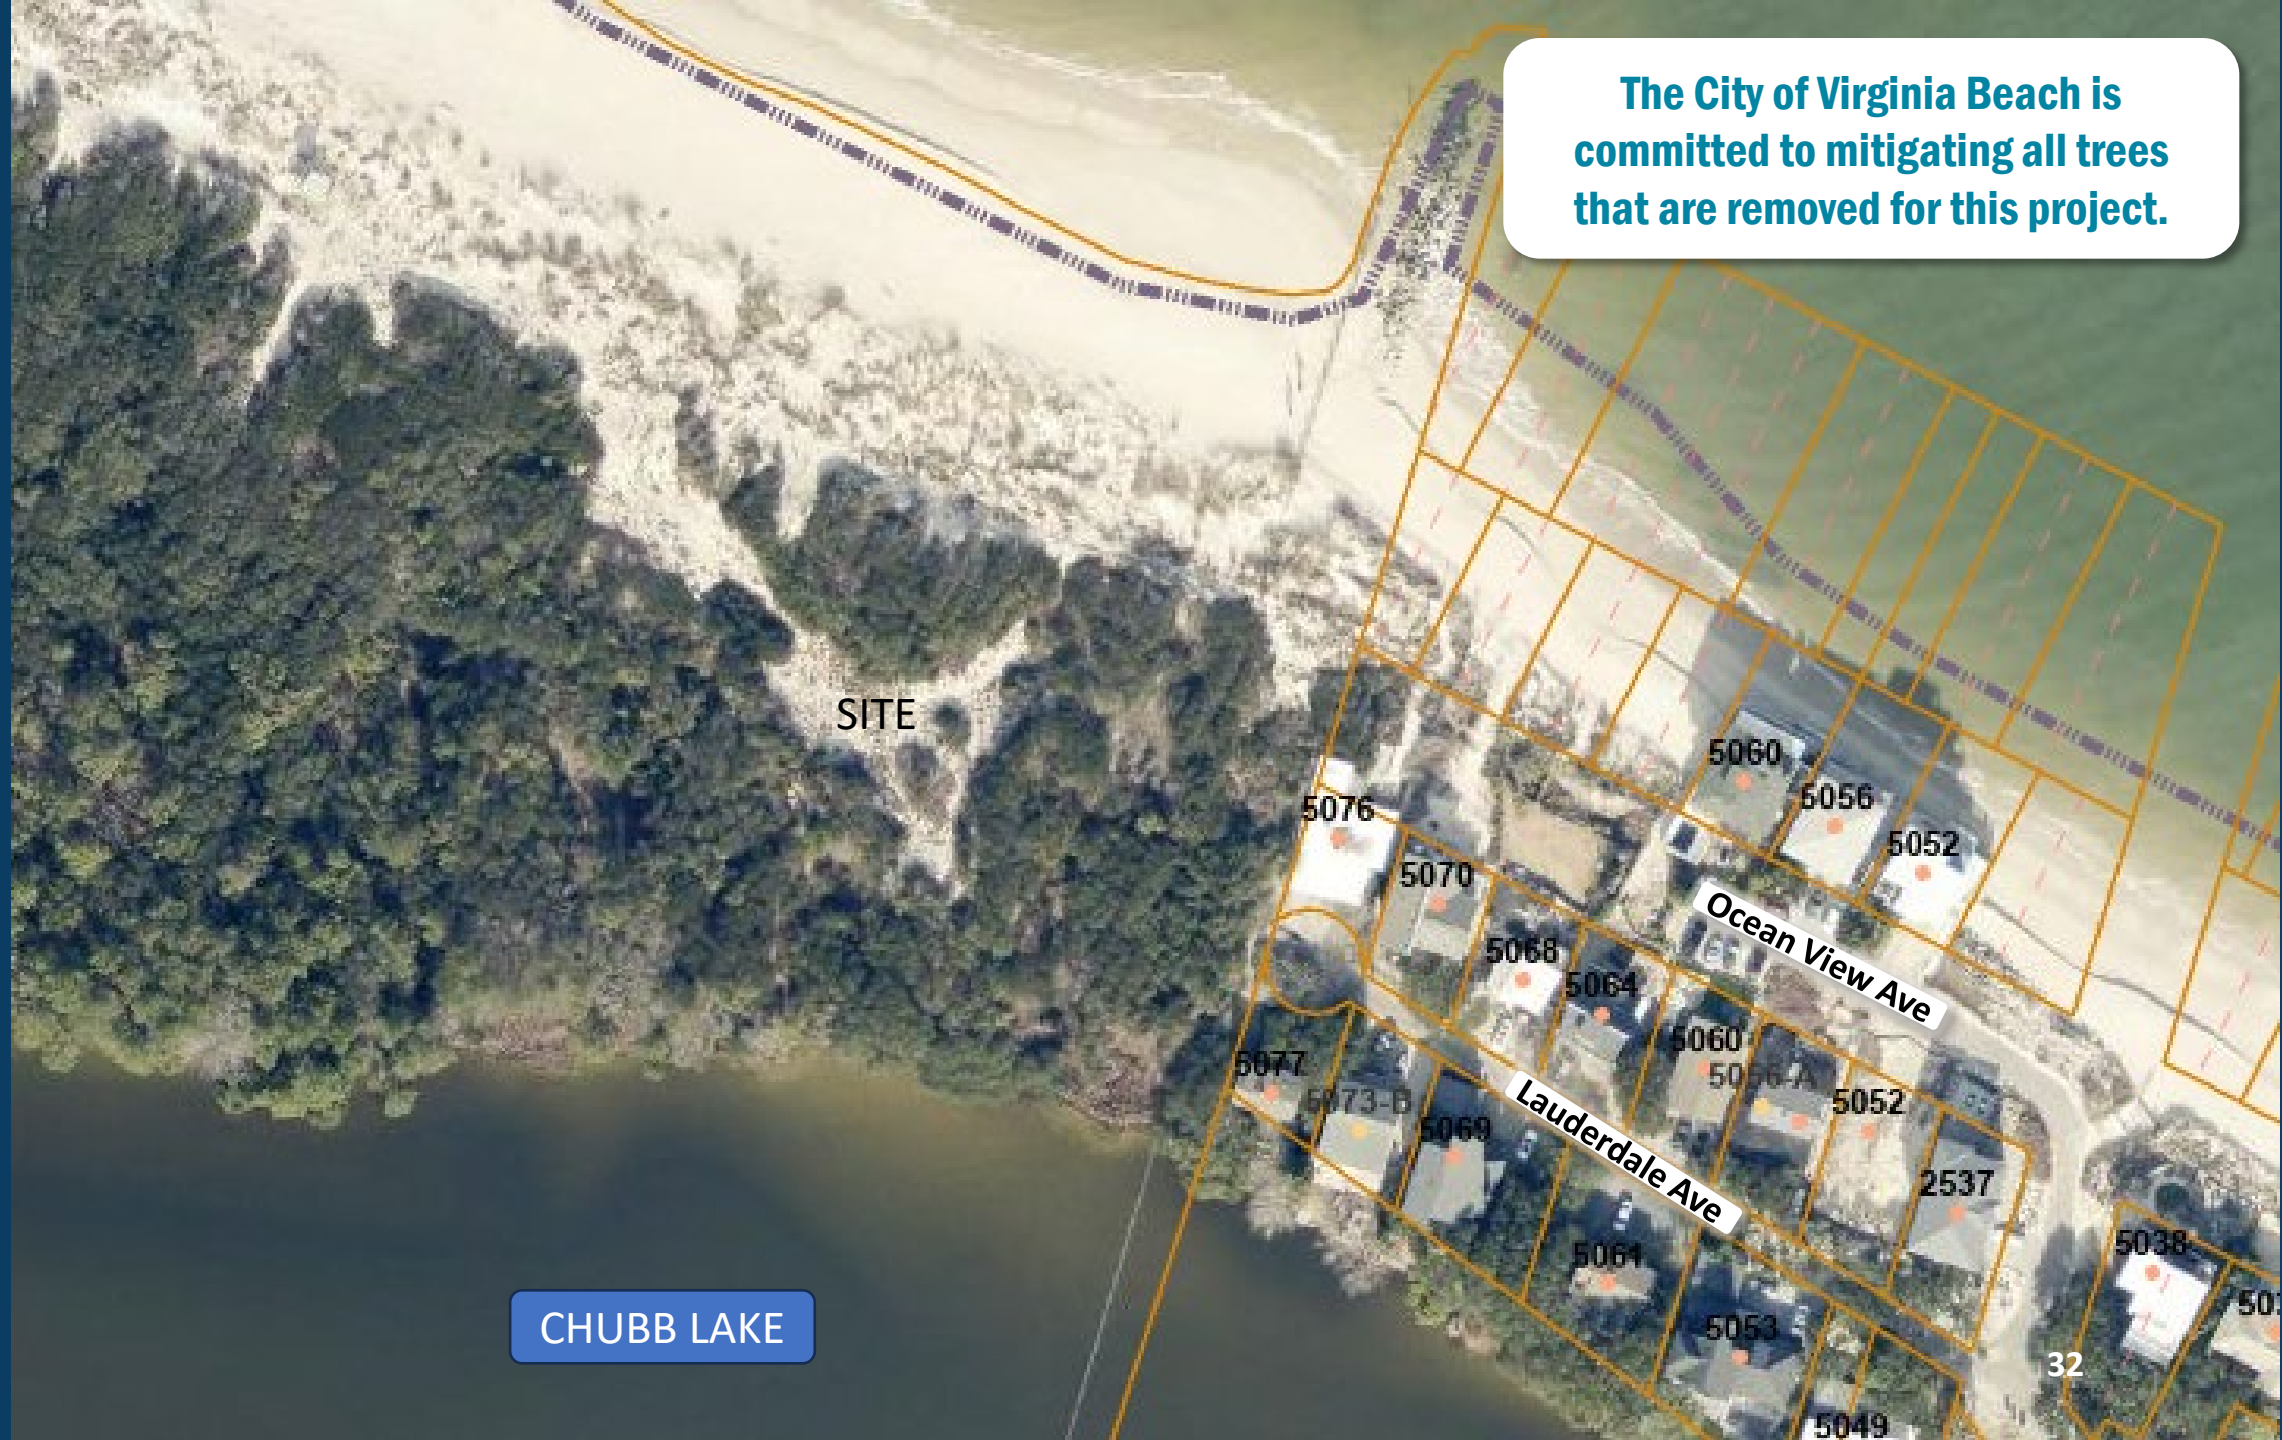 The City of Virginia Beach is
committed to mitigating all trees
that are removed for this project.
SITE
5060
5056
5052
5076
5070
Ocean View Ave
5068
5064
5060
5056-A
5052
5077
5073-B
5069
Lauderdale Ave
2537
5061
5038
CHUBB LAKE
5053
32
5049